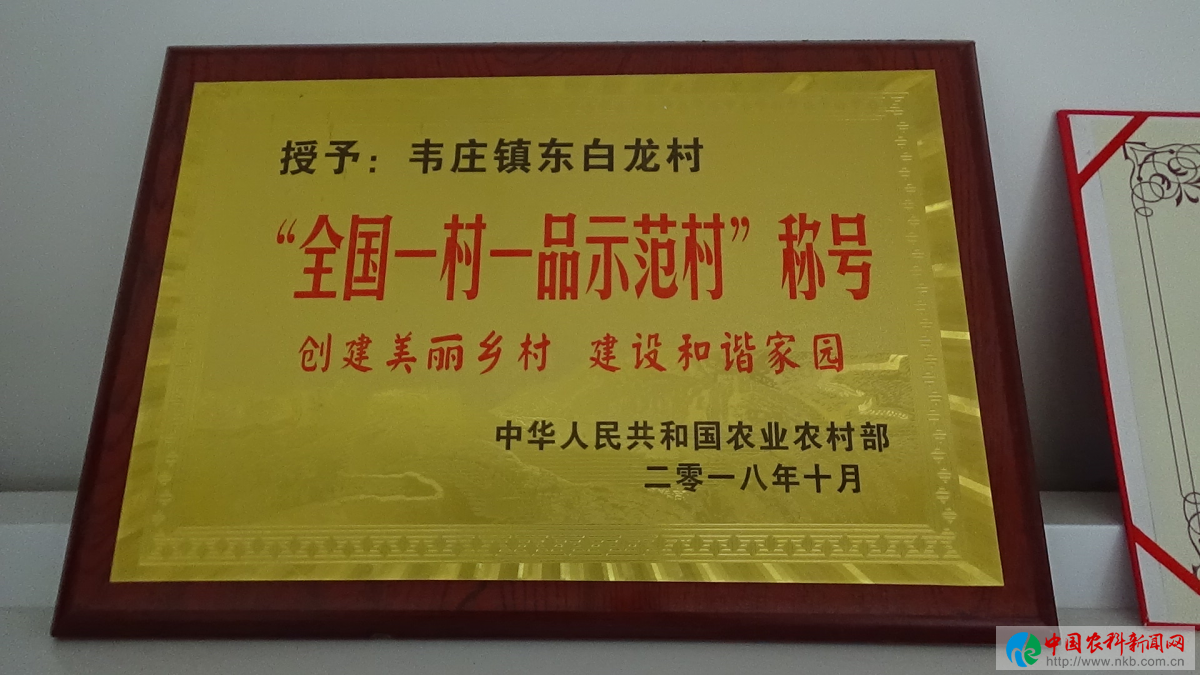 授予：韦庄镇东白龙村
“全国一村一品示范村”称号
创建美丽乡村 建设和谐家园
中华人民共和国农业农村部
二零一八年十月
中国农科新闻网
http://www.nkb.com.cn